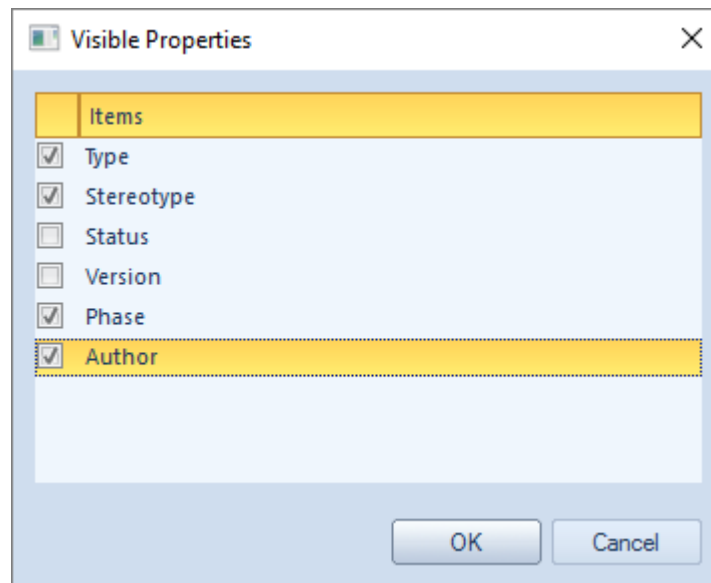 Visible Properties
Items
Type
Stereotype
Status
Version
Phase
Author
OK Cancel